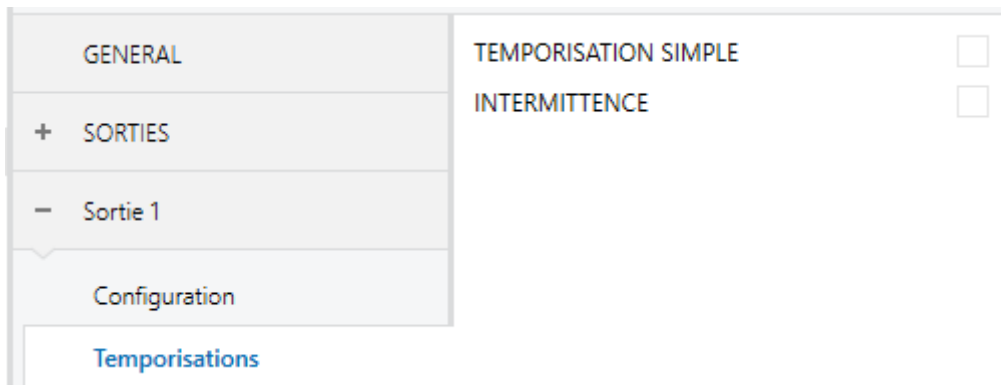 GENERAL
+ SORTIES
− Sortie 1
Configuration
Temporisations
TEMPORISATION SIMPLE
INTERMITTENCE